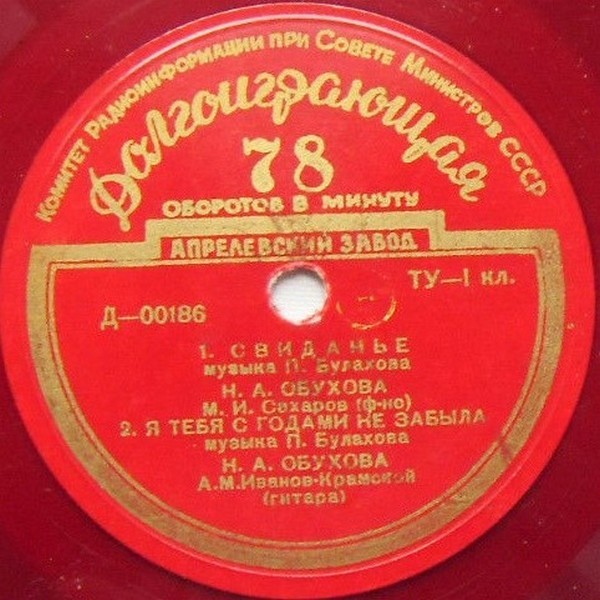 Комитет Радиоинформации при Совете Министров СССР
Долгоиграющая
78
ОБОРОТОВ В МИНУТУ
АПРЕЛЕВСКИЙ ЗАВОД
ТУ—I кл.
Д—00186
1. СВИДАНЬЕ
музыка П. Булахова
Н. А. ОБУХОВА
М. И. Сахаров (ф-но)
2. Я ТЕБЯ С ГОДАМИ НЕ ЗАБЫЛА
музыка П. Булахова
Н. А. ОБУХОВА
А.М.Иванов-Крамской
(гитара)